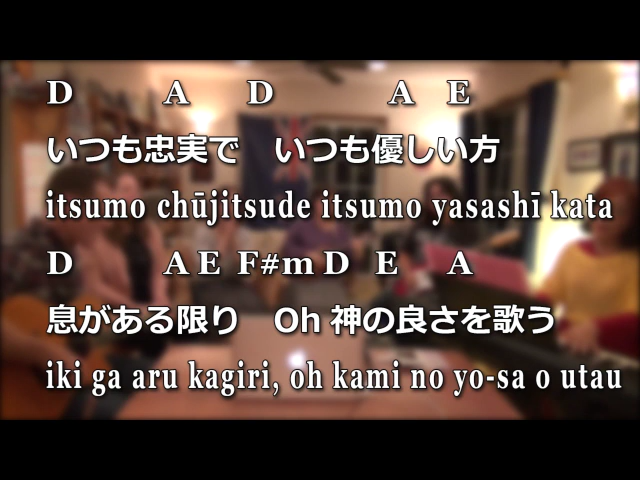 D A D A E
いつも忠実で いつも優しい方
itsumo chūjitsude itsumo yasashī kata
D A E F#m D E A
息がある限り Oh 神の良さを歌う
iki ga aru kagiri, oh kami no yo-sa o utau